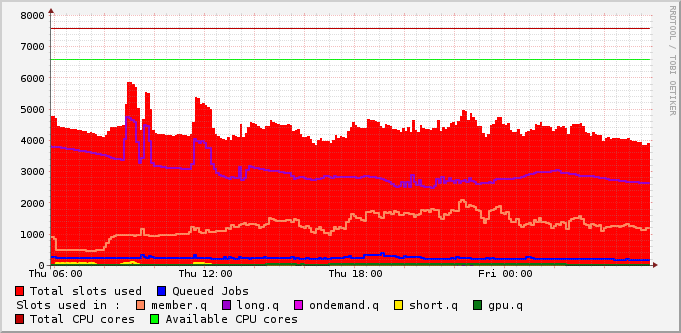 8000
7000
6000
5000
4000
3000
2000
1000
0
Thu 06:00 Thu 12:00 Thu 18:00 Fri 00:00
RRDTOOL / TOBI OETIKER
Total slots used Queued Jobs
Slots used in : member.q long.q ondemand.q short.q gpu.q
Total CPU cores Available CPU cores